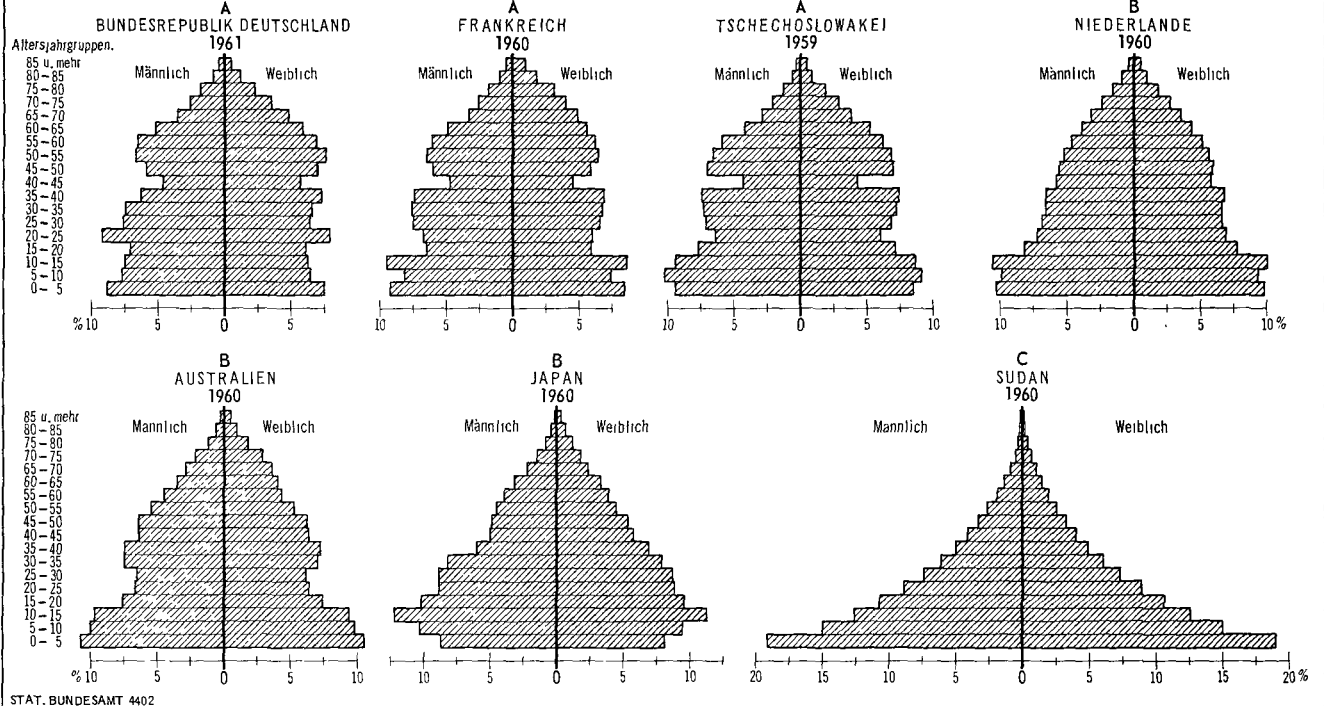 A A A B
BUNDESREPUBLIK DEUTSCHLAND FRANKREICH TSCHECHOSLOWAKEI NIEDERLANDE
Altersjahrgruppen. 1961 1960 1959 1960
85 u. mehr
80-85 Männlich Weiblich Männlich Weiblich Männlich Weiblich Männlich Weiblich
75-80
70-75
65-70
60-65
55-60
50-55
45-50
40-45
35-40
30-35
25-30
20-25
15-20
10-15
5-10
0-5
% 10 5 0 5 10 5 0 5 10 5 0 5 10 10 5 0 5 10%
B B C
AUSTRALIEN JAPAN SUDAN
1960 1960 1960
85 u. mehr
80-85 Mannlich Weiblich Männlich Weiblich Mannlich Weiblich
75-80
70-75
65-70
60-65
55-60
50-55
45-50
40-45
35-40
30-35
25-30
20-25
15-20
10-15
5-10
0-5
% 10 5 0 5 10 10 5 0 5 10 20 15 10 5 0 5 10 15 20%
STAT. BUNDESAMT 4402